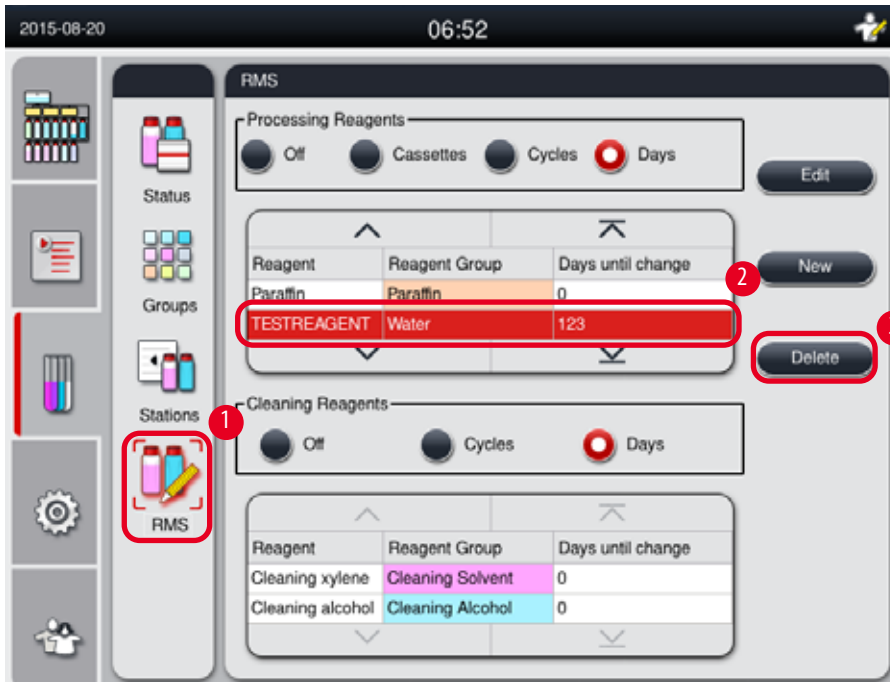 2015-08-20 06:52
RMS
Processing Reagents
Off Cassettes Cycles Days
Edit
Status
Reagent Reagent Group Days until change
2 New
Groups
Paraffin Paraffin 0
TESTREAGENT Water 123
Delete
Stations
1
Cleaning Reagents
Off Cycles Days
RMS
Reagent Reagent Group Days until change
Cleaning xylene Cleaning Solvent 0
Cleaning alcohol Cleaning Alcohol 0